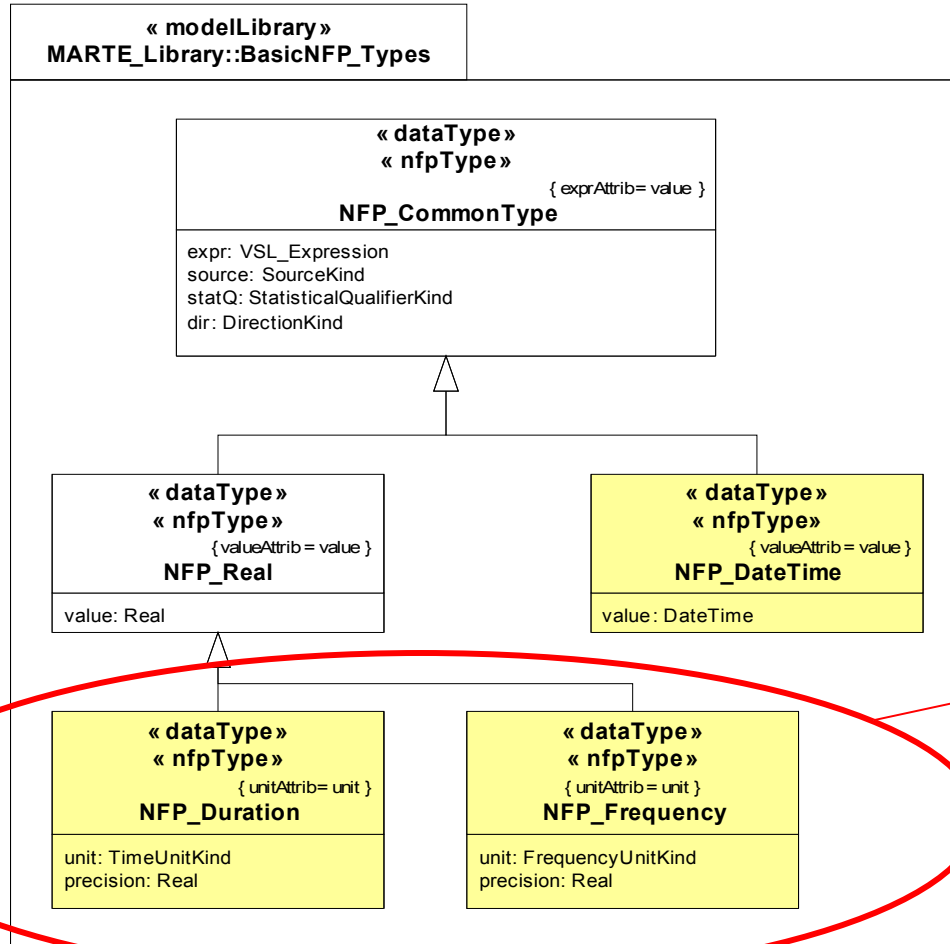 « modelLibrary»
MARTE_Library::BasicNFP_Types
« dataType»
« nfpType»
{ exprAttrib= value }
NFP_CommonType
expr: VSL_Expression
source: SourceKind
statQ: StatisticalQualifierKind
dir: DirectionKind
« dataType»
« nfpType»
{ valueAttrib = value }
NFP_Real
value: Real
« dataType»
« nfpType»
{ valueAttrib = value }
NFP_DateTime
value: DateTime
« dataType»
« nfpType»
{ unitAttrib= unit }
NFP_Duration
unit: TimeUnitKind
precision: Real
« dataType»
« nfpType»
{ unitAttrib = unit }
NFP_Frequency
unit: FrequencyUnitKind
precision: Real